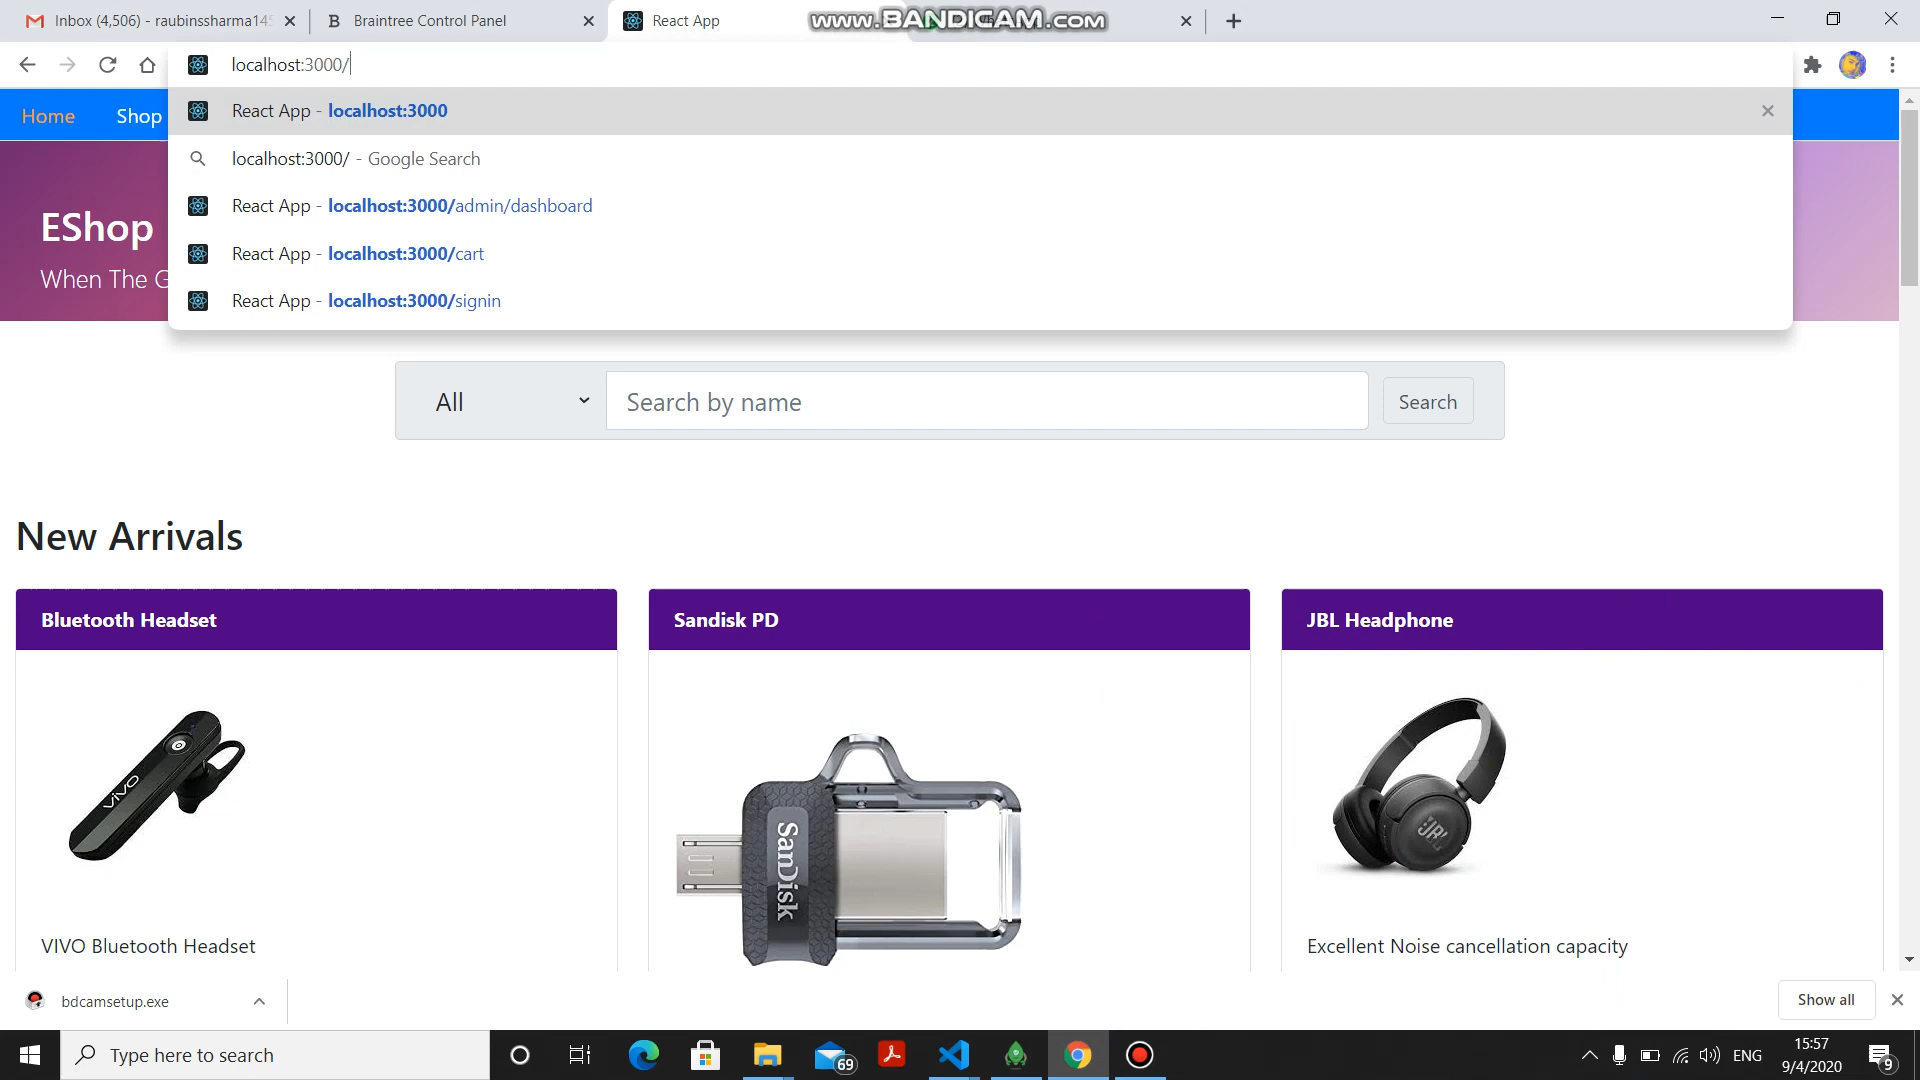 Inbox (4,506) - raubinssharma145
Braintree Control Panel
React App
www.BANDICAM.com
localhost:3000/
React App - localhost:3000
localhost:3000/ - Google Search
React App - localhost:3000/admin/dashboard
React App - localhost:3000/cart
React App - localhost:3000/signin
Home Shop
EShop
When The G
All
Search by name
Search
New Arrivals
Bluetooth Headset
Sandisk PD
JBL Headphone
VIVO
SanDisk
JBL
VIVO Bluetooth Headset
Excellent Noise cancellation capacity
bdcamsetup.exe
Show all
Type here to search
69
ENG
15:57
9/4/2020
9